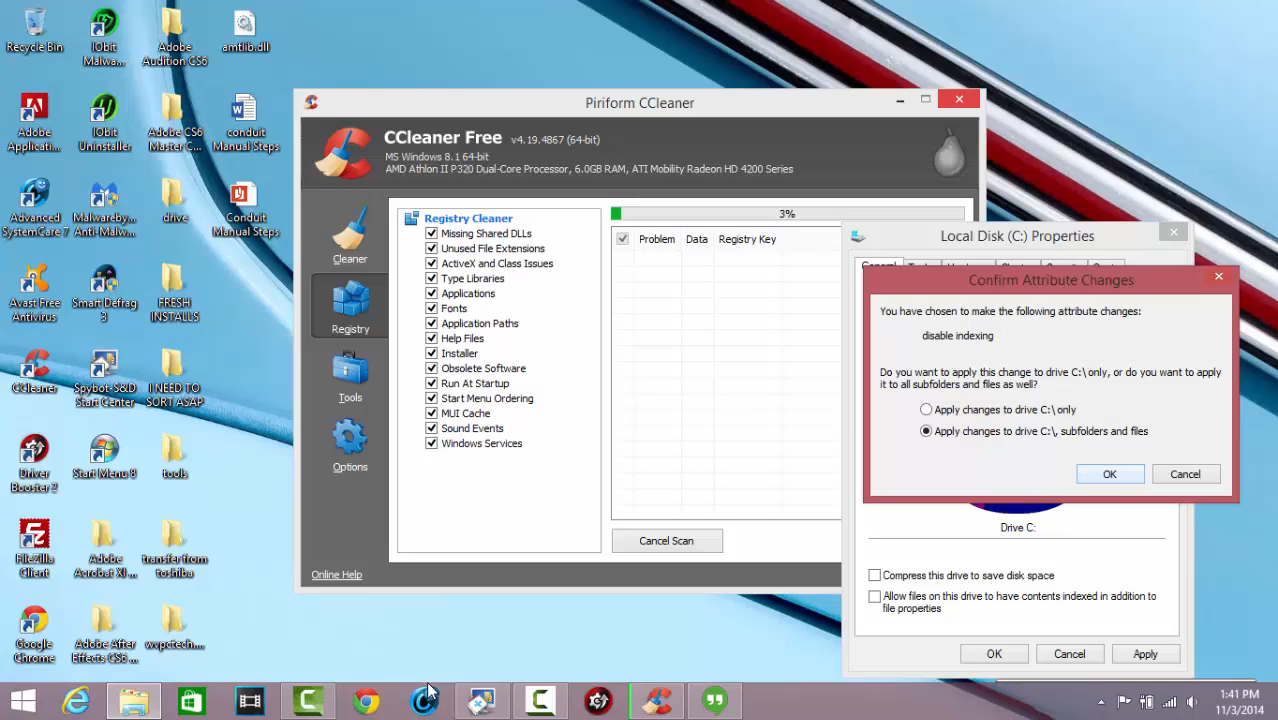 Recycle Bin
IObit
Malwa...
Adobe
Audition CS6
amtlib.dll
Adobe
Applicati...
IObit
Uninstaller
Adobe CS6
Master C...
conduit
Manual Steps
Advanced
SystemCare 7
Malwareby...
Anti-Malw...
drive
Conduit
Manual Steps
Avast Free
Antivirus
Smart Defrag
3
FRESH
INSTALLS
CCleaner
Spybot-S&D
Start Center
I NEED TO
SORT ASAP
Driver
Booster 2
Start Menu 8
tools
FileZilla
Client
Adobe
Acrobat XI ...
transfer from
toshiba
Google
Chrome
Adobe After
Effects CS6 ...
wvpctech....
Piriform CCleaner
CCleaner Free v4.19.4867 (64-bit)
MS Windows 8.1 64-bit
AMD Athlon II P320 Dual-Core Processor, 6.0GB RAM, ATI Mobility Radeon HD 4200 Series
Cleaner
Registry
Tools
Options
Online Help
Registry Cleaner
Missing Shared DLLs
Unused File Extensions
ActiveX and Class Issues
Type Libraries
Applications
Fonts
Application Paths
Help Files
Installer
Obsolete Software
Run At Startup
Start Menu Ordering
MUI Cache
Sound Events
Windows Services
3%
Problem Data Registry Key
Cancel Scan
Local Disk (C:) Properties
General
Confirm Attribute Changes
You have chosen to make the following attribute changes:
disable indexing
Do you want to apply this change to drive C:\ only, or do you want to apply
it to all subfolders and files as well?
Apply changes to drive C:\ only
Apply changes to drive C:\, subfolders and files
OK Cancel
Drive C:
Compress this drive to save disk space
Allow files on this drive to have contents indexed in addition to
file properties
OK Cancel Apply
1:41 PM
11/3/2014